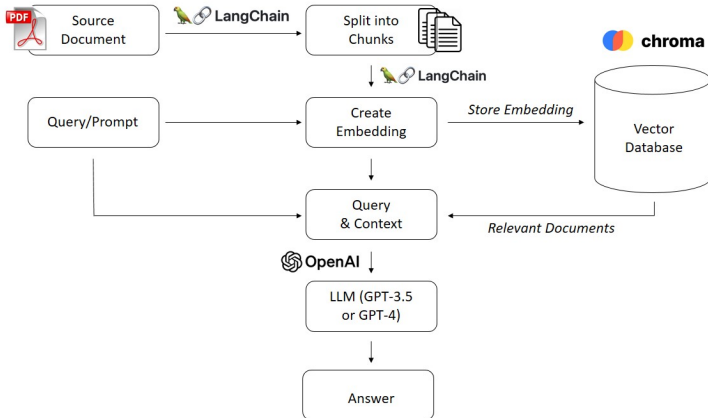 PDF
Source
Document
LangChain
Split into
Chunks
chroma
LangChain
Query/Prompt
Create
Embedding
Store Embedding
Vector
Database
Query
& Context
Relevant Documents
OpenAI
LLM (GPT-3.5
or GPT-4)
Answer